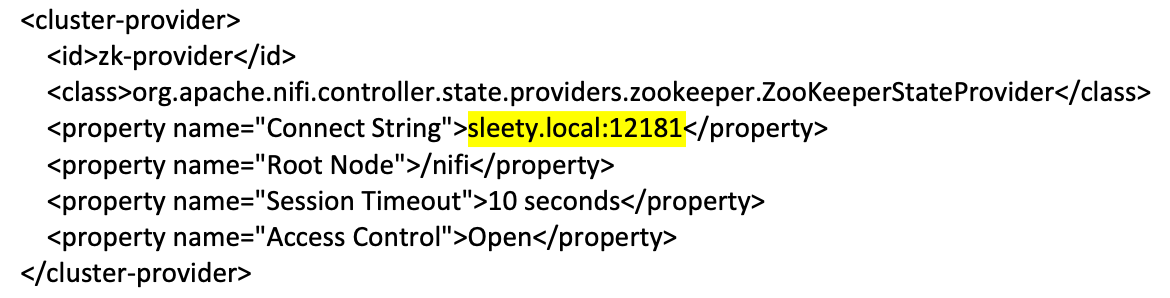 <cluster-provider>
<id>zk-provider</id>
<class>org.apache.nifi.controller.state.providers.zookeeper.ZooKeeperStateProvider</class>
<property name="Connect String">sleety.local:12181</property>
<property name="Root Node">/nifi</property>
<property name="Session Timeout">10 seconds</property>
<property name="Access Control">Open</property>
</cluster-provider>